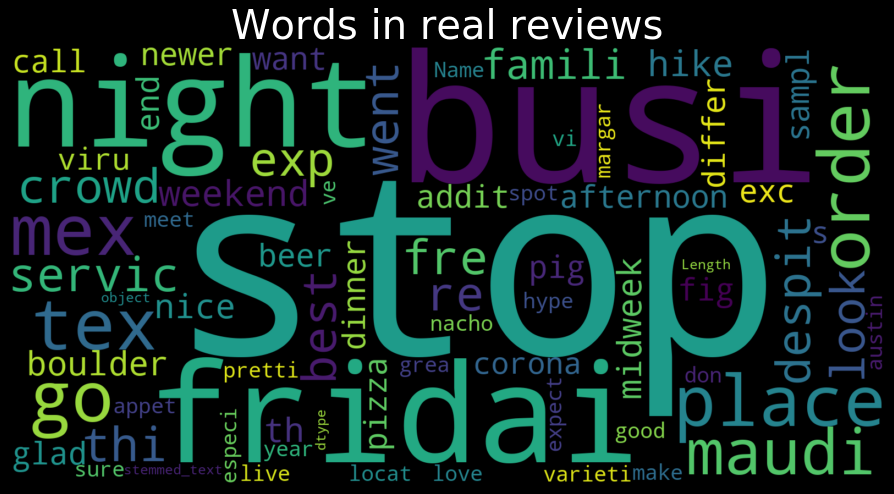 Words in real reviews
call
newer
want
Name
famili
hike
sampl
night
end
went
busi
order
viru
exp
vi
margar
differ
crowd
weekend
ve
addit
spot
afternoon
exc
mex
meet
stop
s
servic
beer
fre
pig
Length
fig
despit
look
object
nice
best
dinner
re
hype
midweek
austin
tex
nacho
boulder
pretti
grea
corona
go
appet
fridai
pizza
expect
don
place
glad
thi
especi
th
year
dtype
good
maudi
sure
stemmed_text
live
locat
love
varieti
make